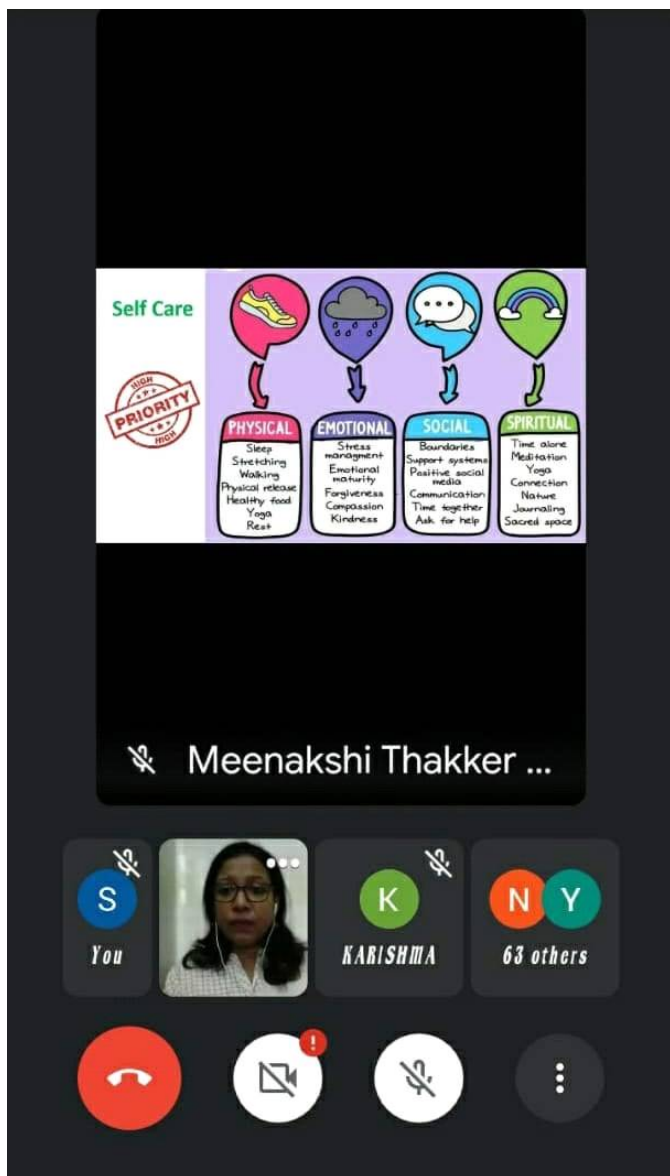 Self Care
HIGH
PRIORITY
HIGH
PHYSICAL
Sleep
Stretching
Walking
Physical release
Healthy food
Yoga
Rest
EMOTIONAL
Stress
managment
Emotional
maturity
Forgiveness
Compassion
Kindness
SOCIAL
Boundaries
Support systems
Positive social
media
Communication
Time together
Ask for help
SPIRITUAL
Time alone
Meditation
Yoga
Connection
Nature
Journaling
Sacred space
Meenakshi Thakker ...
S
You
K
KARISHMA
N Y
63 others
!